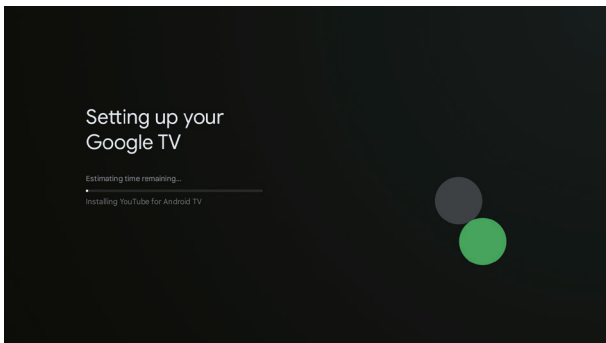 Setting up your
Google TV
Estimating time remaining...
Installing YouTube for Android TV